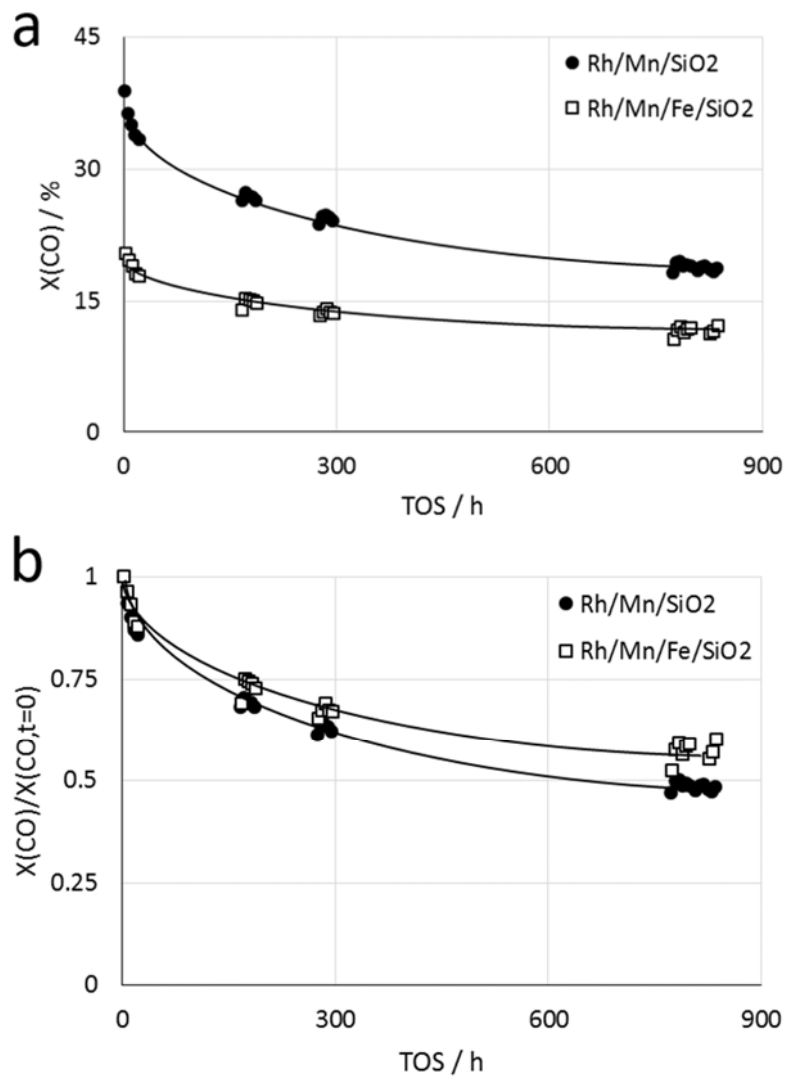 a
45
30
15
0
X(CO) / %
Rh/Mn/SiO2
Rh/Mn/Fe/SiO2
0 300 600 900
TOS / h
b
1
0.75
0.5
0.25
0
X(CO)/X(CO,t=0)
Rh/Mn/SiO2
Rh/Mn/Fe/SiO2
0 300 600 900
TOS / h